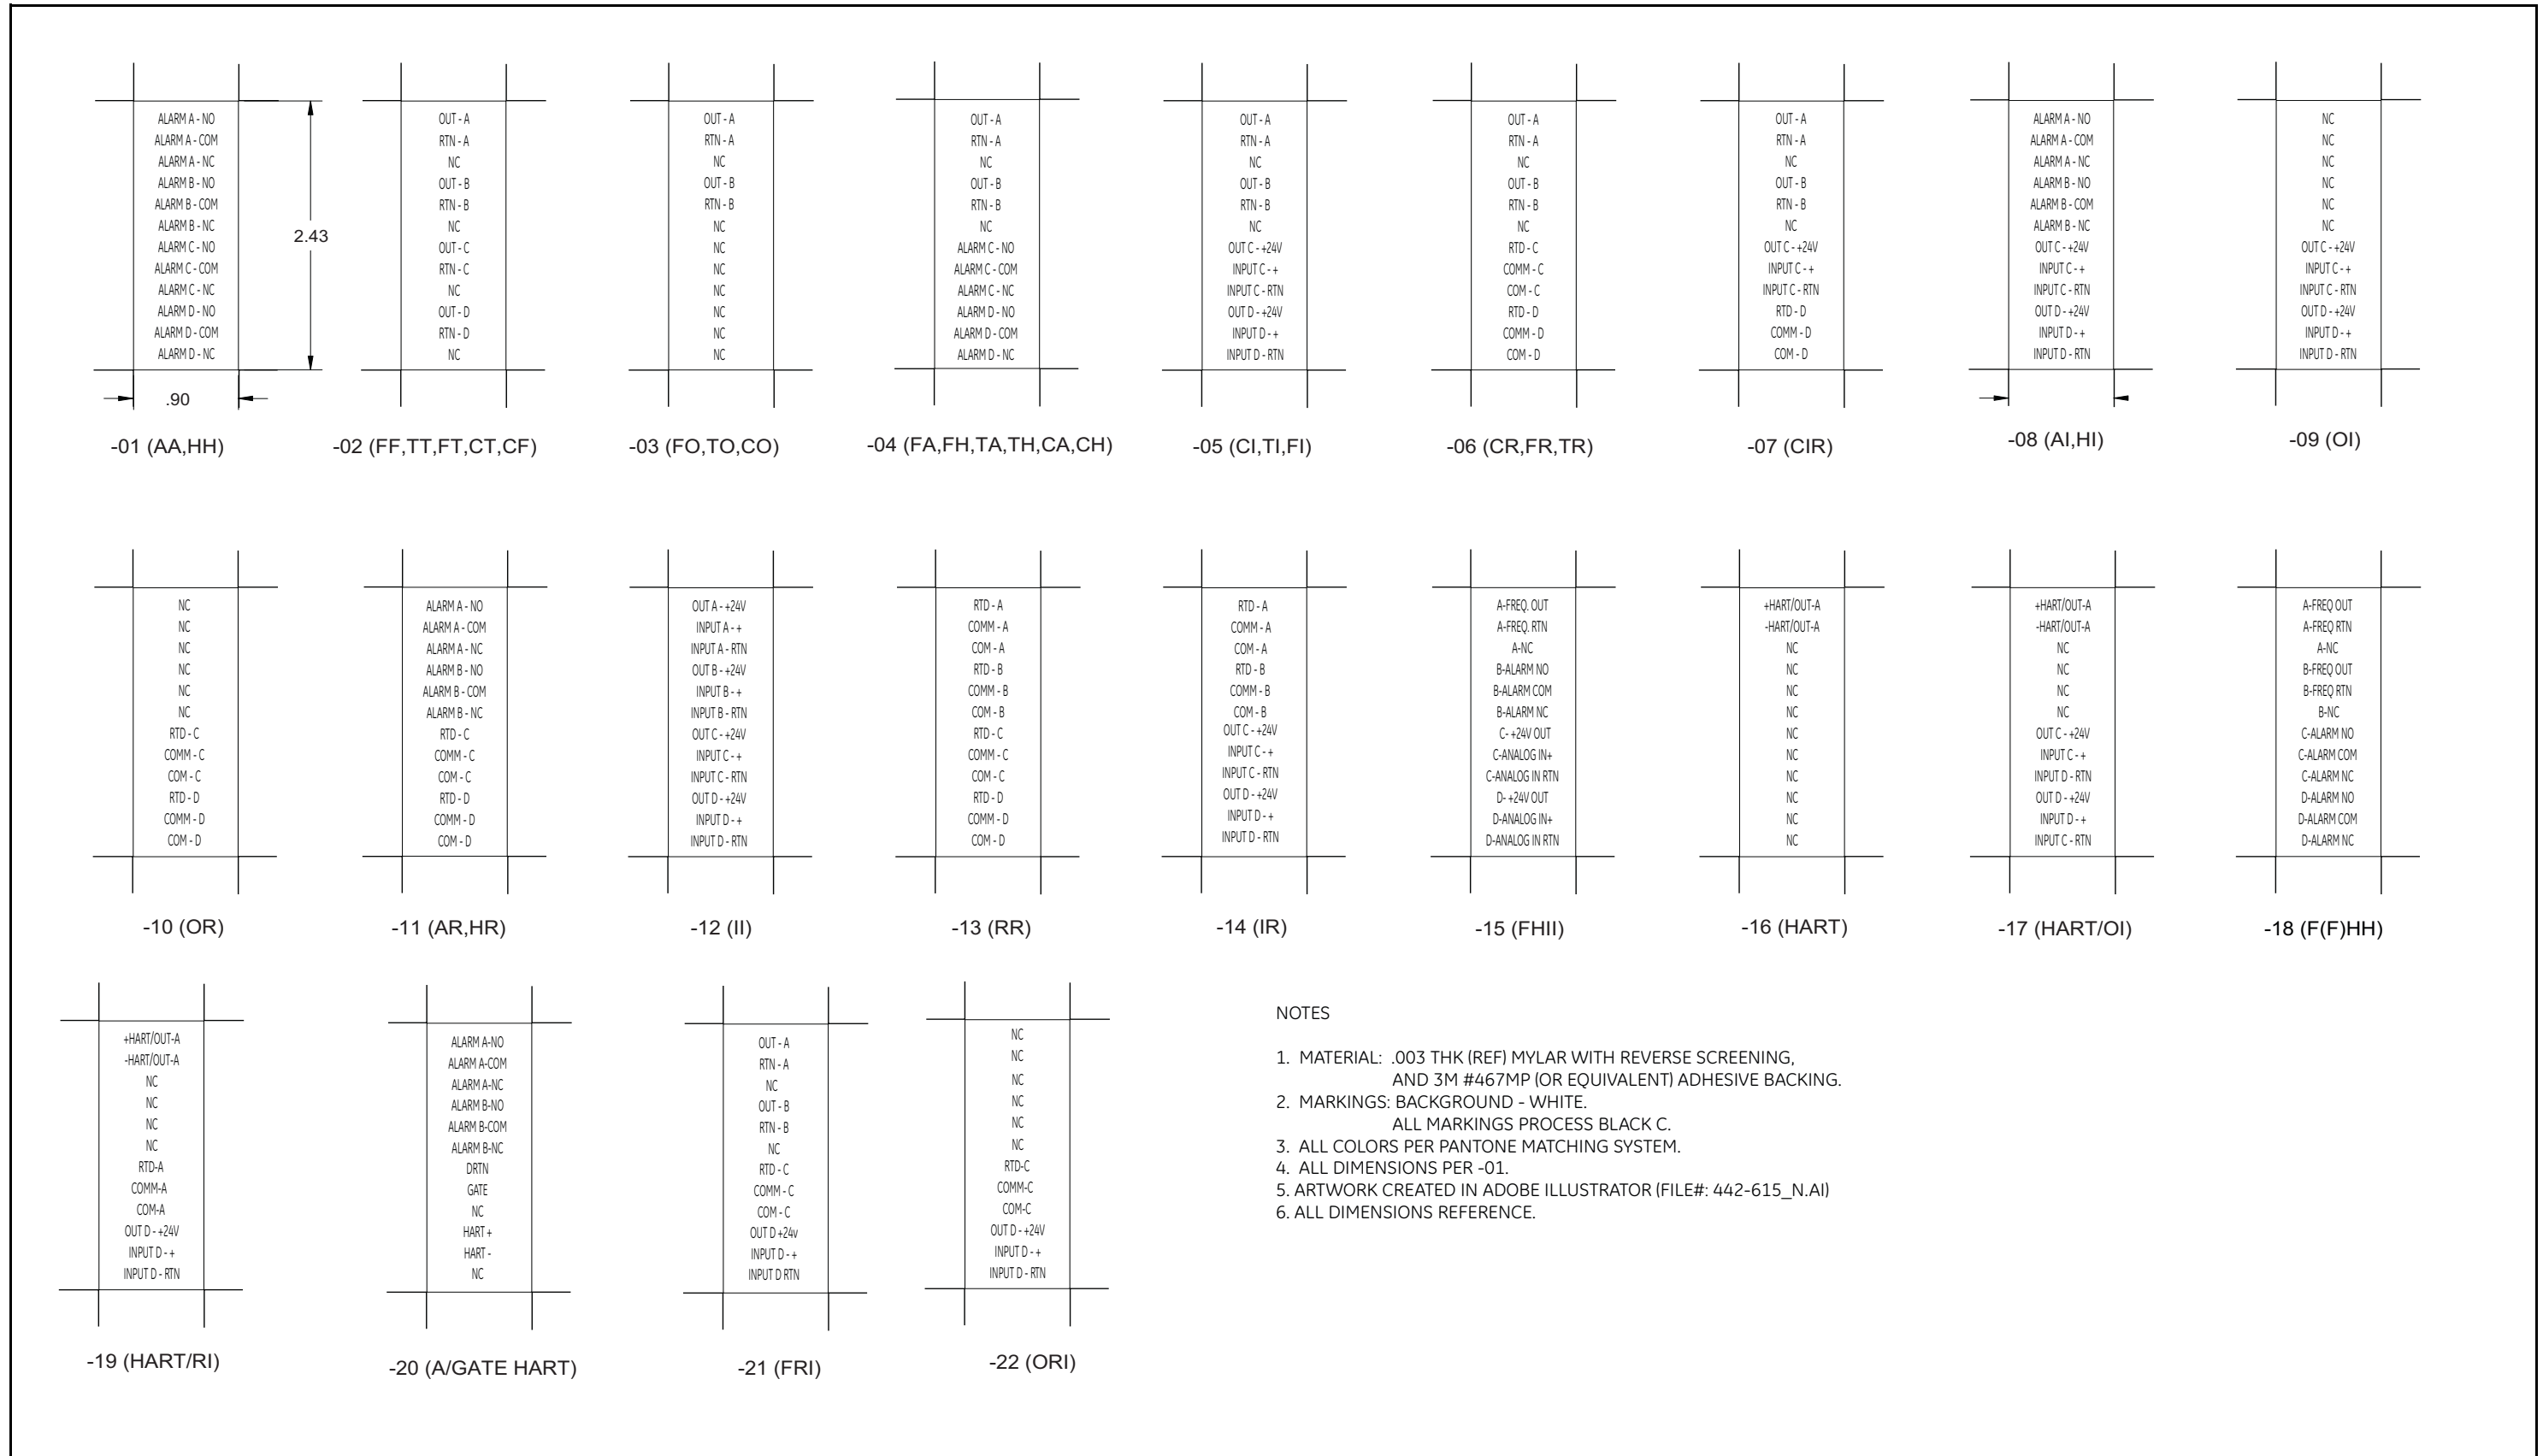 ALARM A - NO
ALARM A - COM
ALARM A - NC
ALARM B - NO
ALARM B - COM
ALARM B - NC
ALARM C - NO
ALARM C - COM
ALARM C - NC
ALARM D - NO
ALARM D - COM
ALARM D - NC
2.43
.90
-01 (AA,HH)
OUT - A
RTN - A
NC
OUT - B
RTN - B
NC
OUT - C
RTN - C
NC
OUT - D
RTN - D
NC
-02 (FF,TT,FT,CT,CF)
OUT - A
RTN - A
NC
OUT - B
RTN - B
NC
NC
NC
NC
NC
NC
NC
-03 (FO,TO,CO)
OUT - A
RTN - A
NC
OUT - B
RTN - B
NC
ALARM C - NO
ALARM C - COM
ALARM C - NC
ALARM D - NO
ALARM D - COM
ALARM D - NC
-04 (FA,FH,TA,TH,CA,CH)
OUT - A
RTN - A
NC
OUT - B
RTN - B
NC
OUT C - +24V
INPUT C - +
INPUT C - RTN
OUT D - +24V
INPUT D - +
INPUT D - RTN
-05 (CI,TI,FI)
OUT - A
RTN - A
NC
OUT - B
RTN - B
NC
RTD - C
COMM - C
COM - C
RTD - D
COMM - D
COM - D
-06 (CR,FR,TR)
OUT - A
RTN - A
NC
OUT - B
RTN - B
NC
OUT C - +24V
INPUT C - +
INPUT C - RTN
RTD - D
COMM - D
COM - D
-07 (CIR)
ALARM A - NO
ALARM A - COM
ALARM A - NC
ALARM B - NO
ALARM B - COM
ALARM B - NC
OUT C - +24V
INPUT C - +
INPUT C - RTN
OUT D - +24V
INPUT D - +
INPUT D - RTN
-08 (AI,HI)
NC
NC
NC
NC
NC
NC
OUT C - +24V
INPUT C - +
INPUT C - RTN
OUT D - +24V
INPUT D - +
INPUT D - RTN
-09 (OI)
NC
NC
NC
NC
NC
NC
RTD - C
COMM - C
COM - C
RTD - D
COMM - D
COM - D
-10 (OR)
ALARM A - NO
ALARM A - COM
ALARM A - NC
ALARM B - NO
ALARM B - COM
ALARM B - NC
RTD - C
COMM - C
COM - C
RTD - D
COMM - D
COM - D
-11 (AR,HR)
OUT A - +24V
INPUT A - +
INPUT A - RTN
OUT B - +24V
INPUT B - +
INPUT B - RTN
OUT C - +24V
INPUT C - +
INPUT C - RTN
OUT D - +24V
INPUT D - +
INPUT D - RTN
-12 (II)
RTD - A
COMM - A
COM - A
RTD - B
COMM - B
COM - B
RTD - C
COMM - C
COM - C
RTD - D
COMM - D
COM - D
-13 (RR)
RTD - A
COMM - A
COM - A
RTD - B
COMM - B
COM - B
OUT C - +24V
INPUT C - +
INPUT C - RTN
OUT D - +24V
INPUT D - +
INPUT D - RTN
-14 (IR)
A-FREQ. OUT
A-FREQ. RTN
A-NC
B-ALARM NO
B-ALARM COM
B-ALARM NC
C- +24V OUT
C-ANALOG IN+
C-ANALOG IN RTN
D- +24V OUT
D-ANALOG IN+
D-ANALOG IN RTN
-15 (FHII)
+HART/OUT-A
-HART/OUT-A
NC
NC
NC
NC
NC
NC
NC
NC
NC
NC
-16 (HART)
+HART/OUT-A
-HART/OUT-A
NC
NC
NC
NC
OUT C - +24V
INPUT C - +
INPUT D - RTN
OUT D - +24V
INPUT D - +
INPUT C - RTN
-17 (HART/OI)
A-FREQ OUT
A-FREQ RTN
A-NC
B-FREQ OUT
B-FREQ RTN
B-NC
C-ALARM NO
C-ALARM COM
C-ALARM NC
D-ALARM NO
D-ALARM COM
D-ALARM NC
-18 (F(F)HH)
+HART/OUT-A
-HART/OUT-A
NC
NC
NC
NC
RTD-A
COMM-A
COM-A
OUT D - +24V
INPUT D - +
INPUT D - RTN
-19 (HART/RI)
ALARM A-NO
ALARM A-COM
ALARM A-NC
ALARM B-NO
ALARM B-COM
ALARM B-NC
DRTN
GATE
NC
HART +
HART -
NC
-20 (A/GATE HART)
OUT - A
RTN - A
NC
OUT - B
RTN - B
NC
RTD - C
COMM - C
COM - C
OUT D +24v
INPUT D - +
INPUT D RTN
-21 (FRI)
NC
NC
NC
NC
NC
NC
RTD-C
COMM-C
COM-C
OUT D - +24V
INPUT D - +
INPUT D - RTN
-22 (ORI)
NOTES
1. MATERIAL: .003 THK (REF) MYLAR WITH REVERSE SCREENING,
AND 3M #467MP (OR EQUIVALENT) ADHESIVE BACKING.
2. MARKINGS: BACKGROUND - WHITE.
ALL MARKINGS PROCESS BLACK C.
3. ALL COLORS PER PANTONE MATCHING SYSTEM.
4. ALL DIMENSIONS PER -01.
5. ARTWORK CREATED IN ADOBE ILLUSTRATOR (FILE#: 442-615_N.AI)
6. ALL DIMENSIONS REFERENCE.